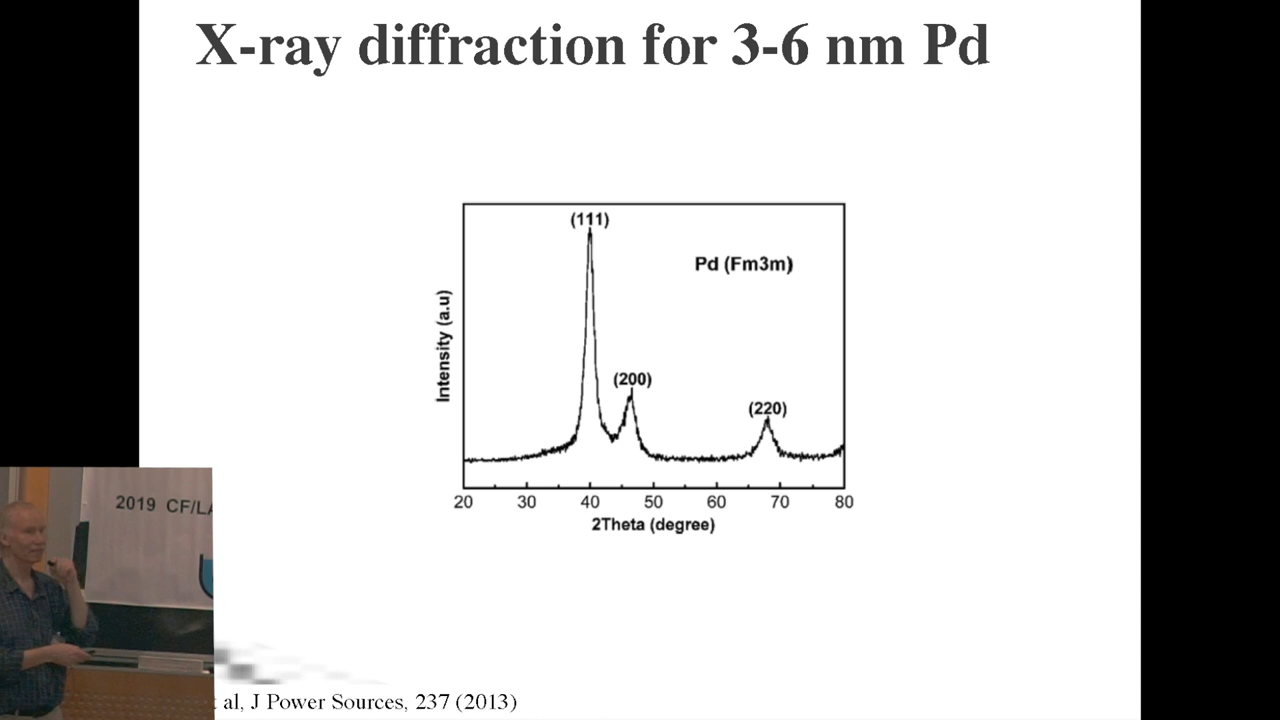 X-ray diffraction for 3-6 nm Pd
(111)
Pd (Fm3m)
(200)
(220)
Intensity (a.u)
20 30 40 50 60 70 80
2Theta (degree)
2019 CF/LA
al, J Power Sources, 237 (2013)